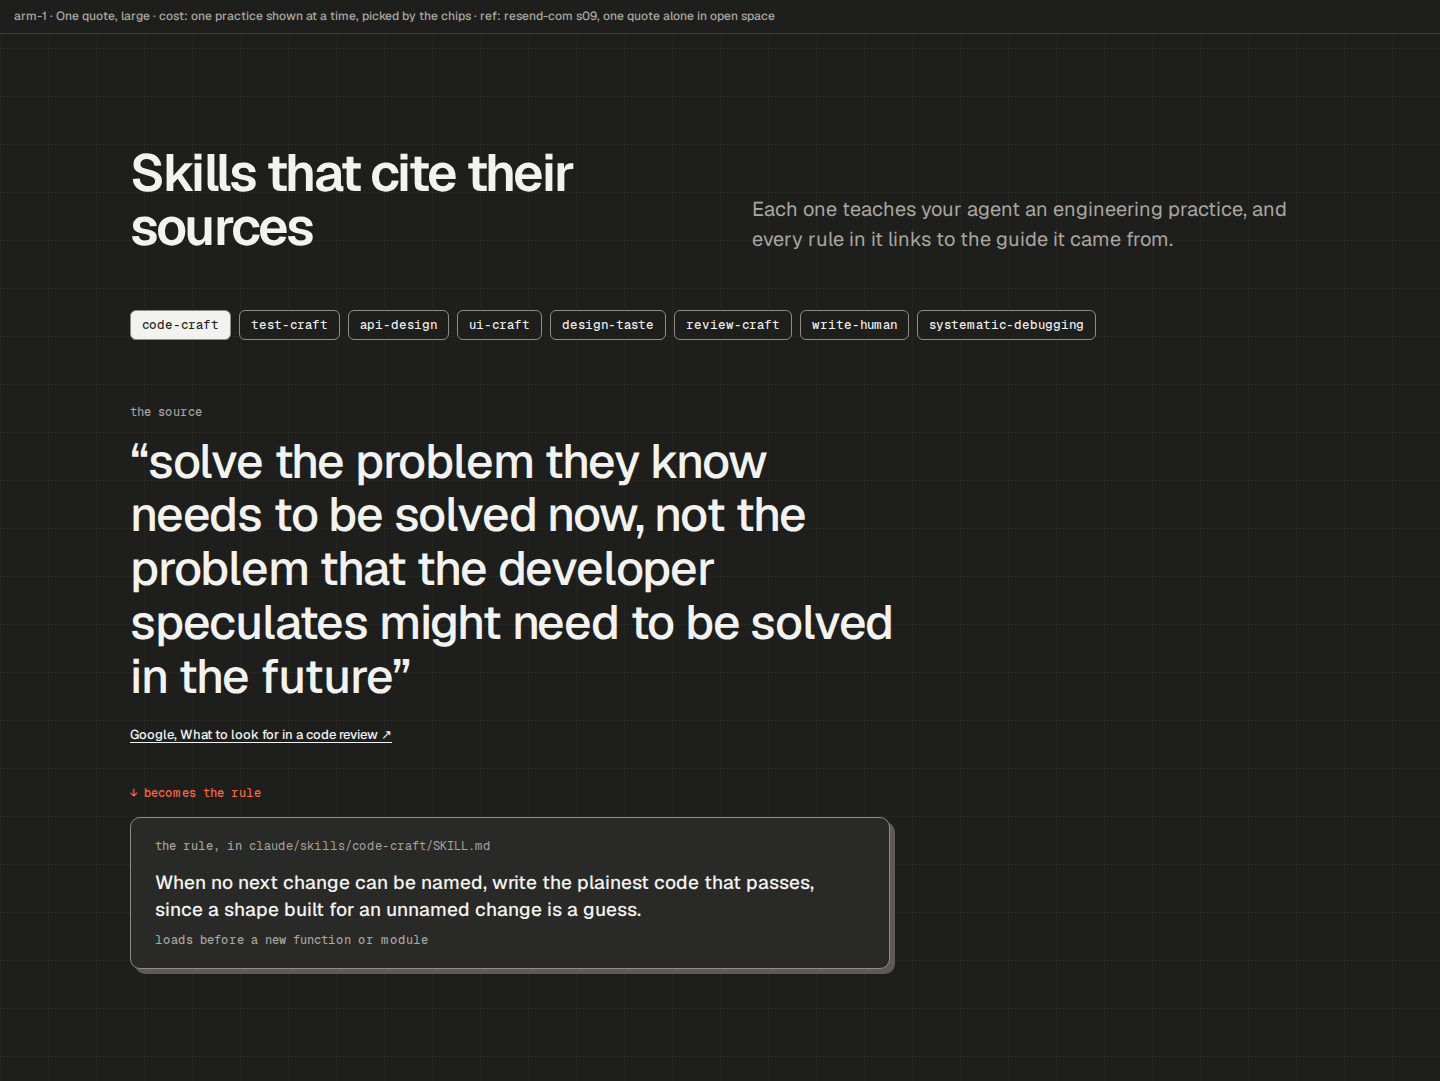 arm-1 · One quote, large · cost: one practice shown at a time, picked by the chips · ref: resend-com s09, one quote alone in open space
Skills that cite their
sources
Each one teaches your agent an engineering practice, and
every rule in it links to the guide it came from.
code-craft test-craft api-design ui-craft design-taste review-craft write-human systematic-debugging
the source
“solve the problem they know
needs to be solved now, not the
problem that the developer
speculates might need to be solved
in the future”
Google, What to look for in a code review ↗
↓ becomes the rule
the rule, in claude/skills/code-craft/SKILL.md
When no next change can be named, write the plainest code that passes,
since a shape built for an unnamed change is a guess.
loads before a new function or module